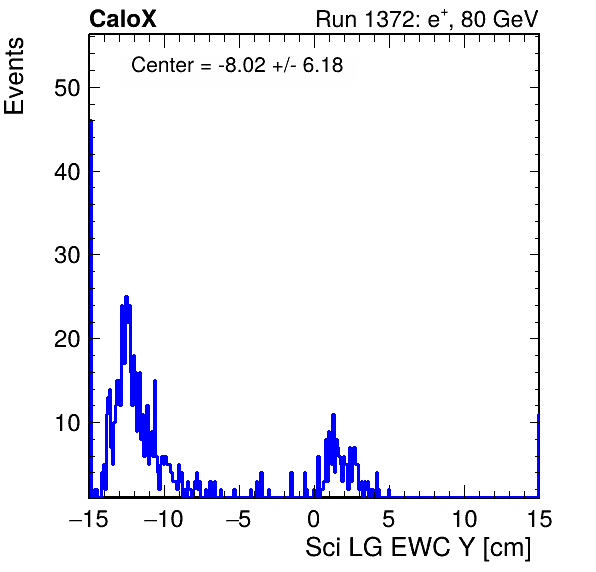 CaloX Run 1372: e⁺, 80 GeV
Center = -8.02 +/- 6.18
Events
50
40
30
20
10
−15 −10 −5 0 5 10 15
Sci LG EWC Y [cm]